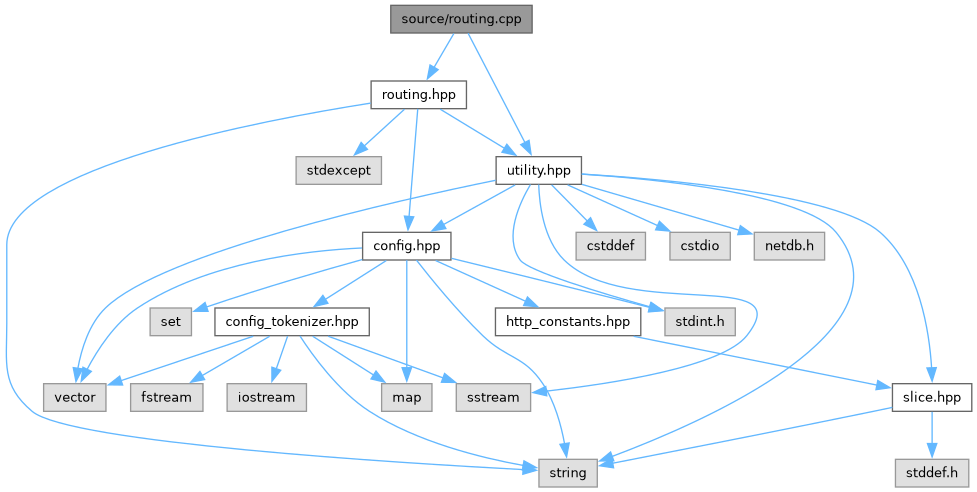 source/routing.cpp
routing.hpp
stdexcept
utility.hpp
config.hpp
cstddef
cstdio
netdb.h
set
config_tokenizer.hpp
http_constants.hpp
stdint.h
vector
fstream
iostream
map
sstream
slice.hpp
string
stddef.h